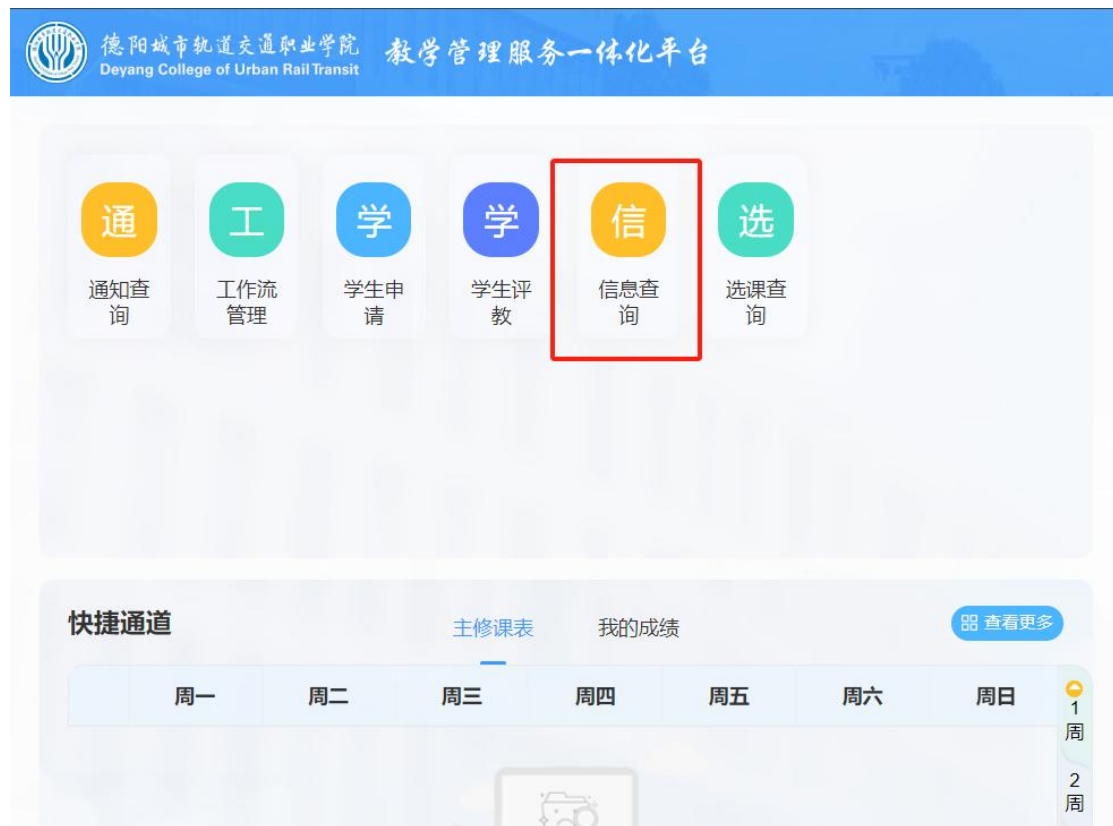 德阳城市轨道交通职业学院 教学管理服务一体化平台
Deyang College of Urban Rail Transit
通 工 学 学 信 选
通知查 工作流 学生申 学生评 信息查 选课查
询 管理 请 教 询 询
快捷通道 主修课表 我的成绩 查看更多
周一 周二 周三 周四 周五 周六 周日
1
周
2
周